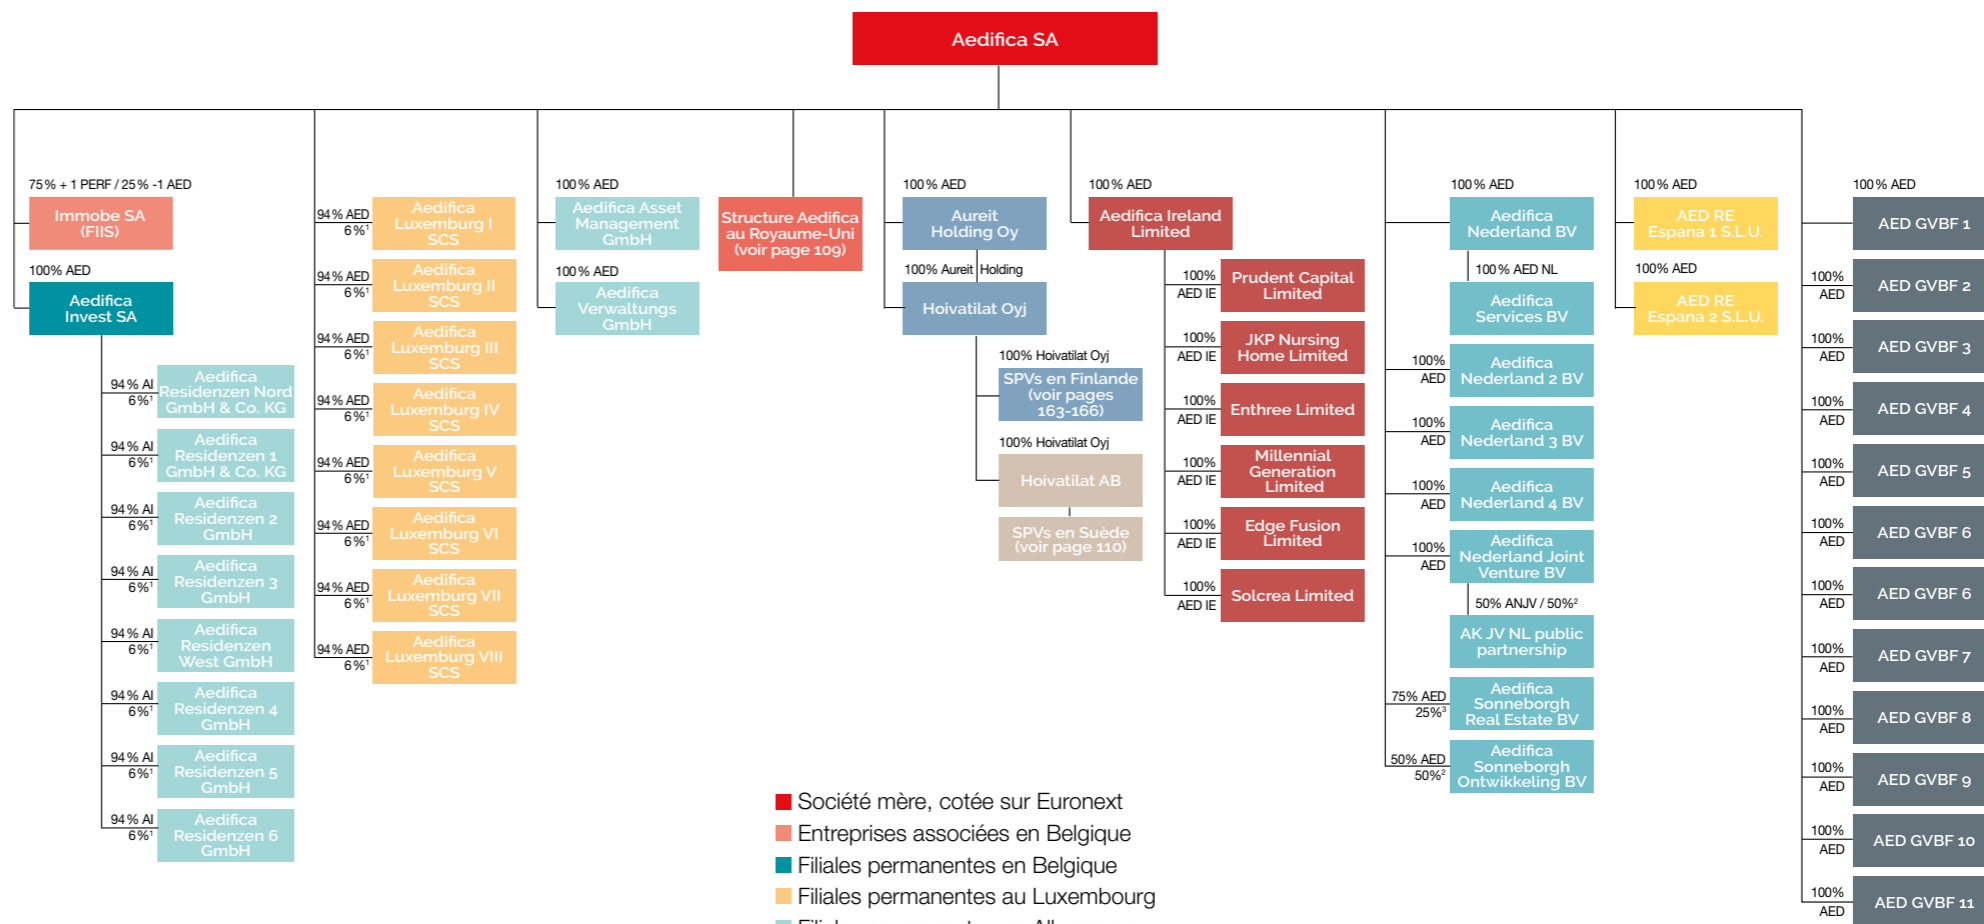 Aedifica SA
75% + 1 PERF / 25% -1 AED
Immobe SA
(FIIS)
100% AED
Aedifica
Invest SA
94% AI
6%¹
Aedifica
Residenzen Nord
GmbH & Co. KG
94% AI
6%¹
Aedifica
Residenzen 1
GmbH & Co. KG
94% AI
6%¹
Aedifica
Residenzen 2
GmbH
94% AI
6%¹
Aedifica
Residenzen 3
GmbH
94% AI
6%¹
Aedifica
Residenzen
West GmbH
94% AI
6%¹
Aedifica
Residenzen 4
GmbH
94% AI
6%¹
Aedifica
Residenzen 5
GmbH
94% AI
6%¹
Aedifica
Residenzen 6
GmbH
94% AED
6%¹
Aedifica
Luxemburg I
SCS
94% AED
6%¹
Aedifica
Luxemburg II
SCS
94% AED
6%¹
Aedifica
Luxemburg III
SCS
94% AED
6%¹
Aedifica
Luxemburg IV
SCS
94% AED
6%¹
Aedifica
Luxemburg V
SCS
94% AED
6%¹
Aedifica
Luxemburg VI
SCS
94% AED
6%¹
Aedifica
Luxemburg VII
SCS
94% AED
6%¹
Aedifica
Luxemburg VIII
SCS
100% AED
Aedifica Asset
Management
GmbH
100% AED
Aedifica
Verwaltungs
GmbH
Structure Aedifica
au Royaume-Uni
(voir page 109)
100% AED
Aureit
Holding Oy
100% Aureit Holding
Hoivatilat Oyj
100% Hoivatilat Oyj
SPVs en Finlande
(voir pages
163-166)
100% Hoivatilat Oyj
Hoivatilat AB
SPVs en Suède
(voir page 110)
100% AED
Aedifica Ireland
Limited
100%
AED IE
Prudent Capital
Limited
100%
AED IE
JKP Nursing
Home Limited
100%
AED IE
Enthree Limited
100%
AED IE
Millennial
Generation
Limited
100%
AED IE
Edge Fusion
Limited
100%
AED IE
Solcrea Limited
100% AED
Aedifica
Nederland BV
100% AED NL
Aedifica
Services BV
100%
AED
Aedifica
Nederland 2 BV
100%
AED
Aedifica
Nederland 3 BV
100%
AED
Aedifica
Nederland 4 BV
100%
AED
Aedifica
Nederland Joint
Venture BV
50% ANJV / 50%²
AK JV NL public
partnership
75% AED
25%³
Aedifica
Sonneborgh
Real Estate BV
50% AED
50%²
Aedifica
Sonneborgh
Ontwikkeling BV
100% AED
AED RE
Espana 1 S.L.U.
100% AED
AED RE
Espana 2 S.L.U.
100% AED
AED GVBF 1
100%
AED
AED GVBF 2
100%
AED
AED GVBF 3
100%
AED
AED GVBF 4
100%
AED
AED GVBF 5
100%
AED
AED GVBF 6
100%
AED
AED GVBF 6
100%
AED
AED GVBF 7
100%
AED
AED GVBF 8
100%
AED
AED GVBF 9
100%
AED
AED GVBF 10
100%
AED
AED GVBF 11
Société mère, cotée sur Euronext
Entreprises associées en Belgique
Filiales permanentes en Belgique
Filiales permanentes au Luxembourg